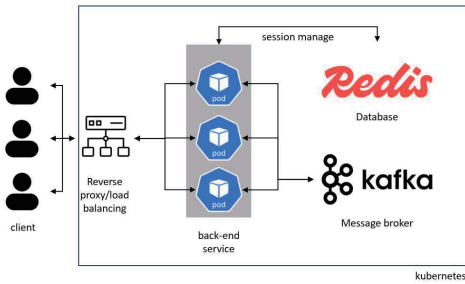 session manage
Redis
Database
pod
pod
pod
Reverse
proxy/load
balancing
kafka
Message broker
client
back-end
service
kubernetes